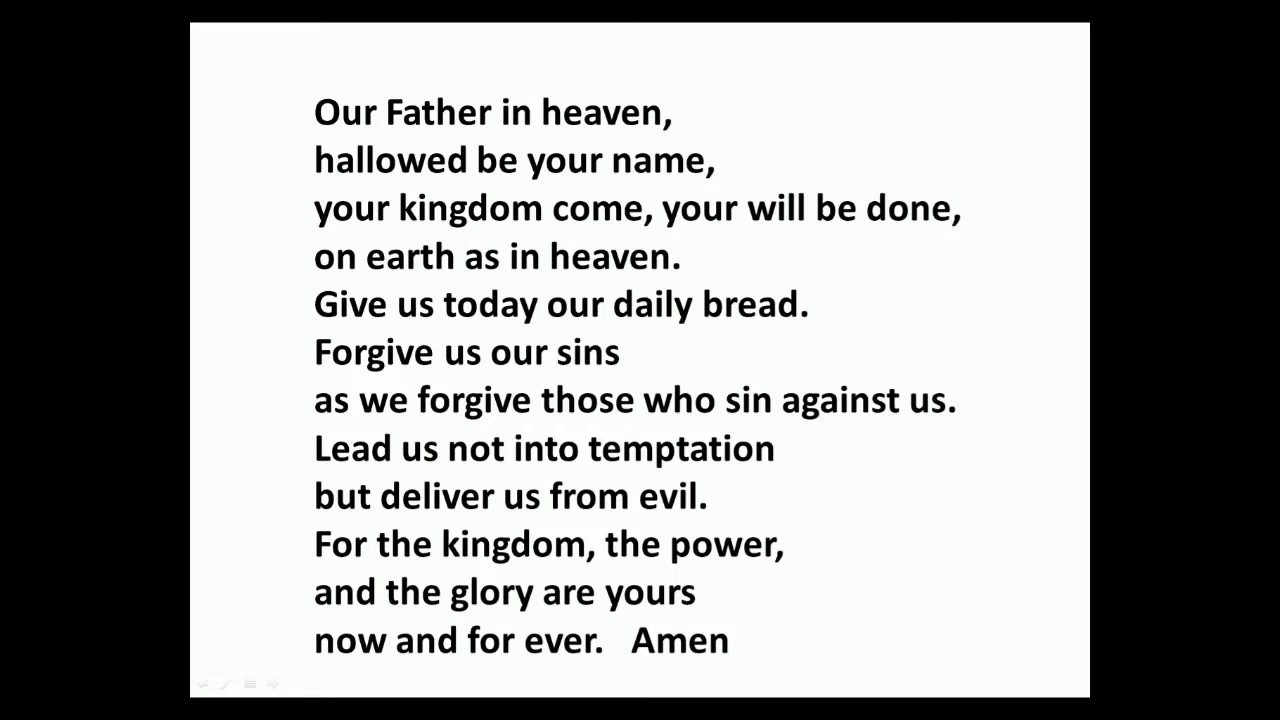 Our Father in heaven,
hallowed be your name,
your kingdom come, your will be done,
on earth as in heaven.
Give us today our daily bread.
Forgive us our sins
as we forgive those who sin against us.
Lead us not into temptation
but deliver us from evil.
For the kingdom, the power,
and the glory are yours
now and for ever.   Amen